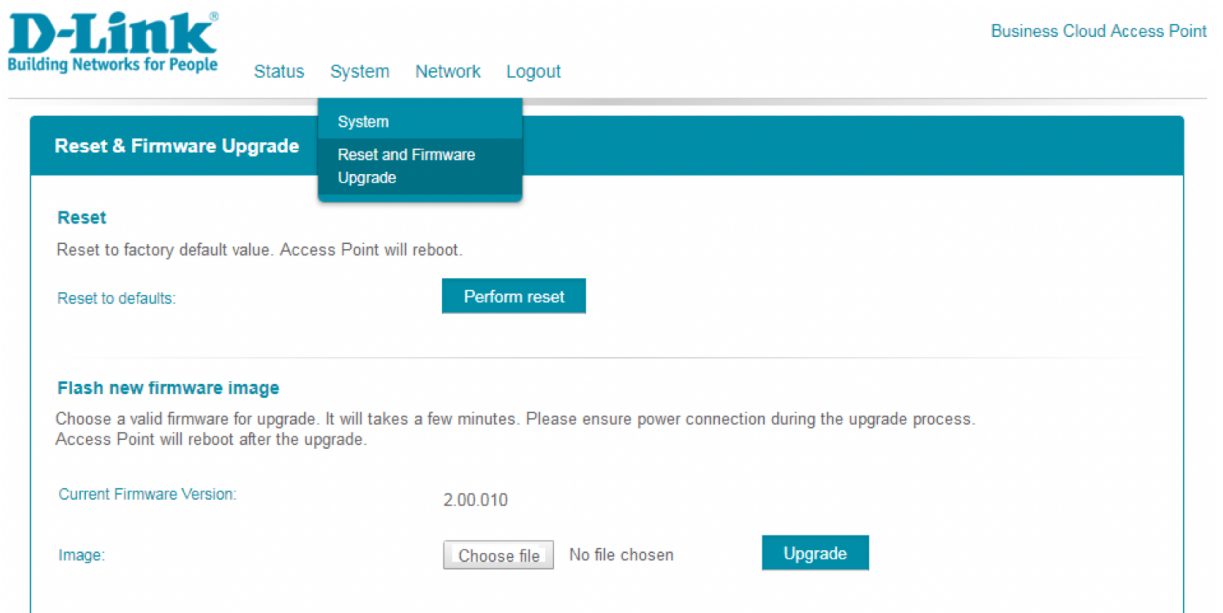 D-Link®
Building Networks for People
Business Cloud Access Point
Status System Network Logout
System
Reset and Firmware
Upgrade
Reset & Firmware Upgrade
Reset
Reset to factory default value. Access Point will reboot.
Reset to defaults: Perform reset
Flash new firmware image
Choose a valid firmware for upgrade. It will takes a few minutes. Please ensure power connection during the upgrade process.
Access Point will reboot after the upgrade.
Current Firmware Version: 2.00.010
Image: Choose file No file chosen Upgrade